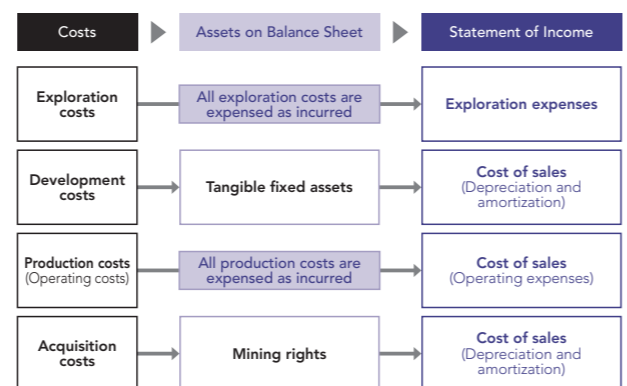 Costs
Assets on Balance Sheet
Statement of Income
Exploration
costs
All exploration costs are
expensed as incurred
Exploration expenses
Development
costs
Tangible fixed assets
Cost of sales
(Depreciation and
amortization)
Production costs
(Operating costs)
All production costs are
expensed as incurred
Cost of sales
(Operating expenses)
Acquisition
costs
Mining rights
Cost of sales
(Depreciation and
amortization)